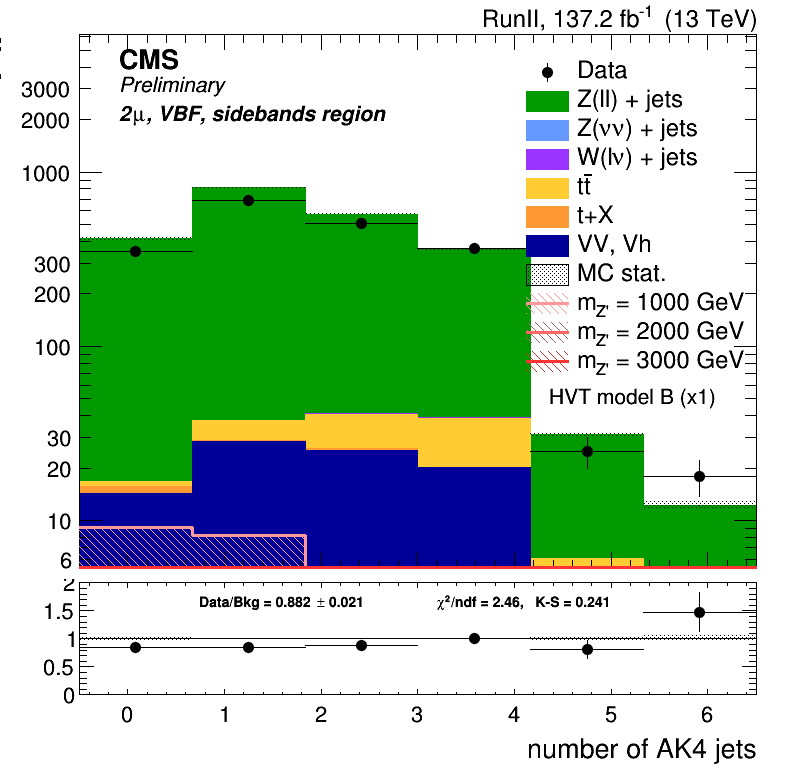 RunII, 137.2 fb⁻¹ (13 TeV)
CMS
Preliminary
2μ, VBF, sidebands region
Data
Z(ll) + jets
Z(νν) + jets
W(lν) + jets
tt̄
t+X
VV, Vh
MC stat.
m_Z' = 1000 GeV
m_Z' = 2000 GeV
m_Z' = 3000 GeV
HVT model B (x1)
3000
2000
1000
300
200
100
30
20
10
6
Data/Bkg = 0.882 ± 0.021
χ²/ndf = 2.46, K-S = 0.241
2
1.5
1
0.5
0
0 1 2 3 4 5 6
number of AK4 jets